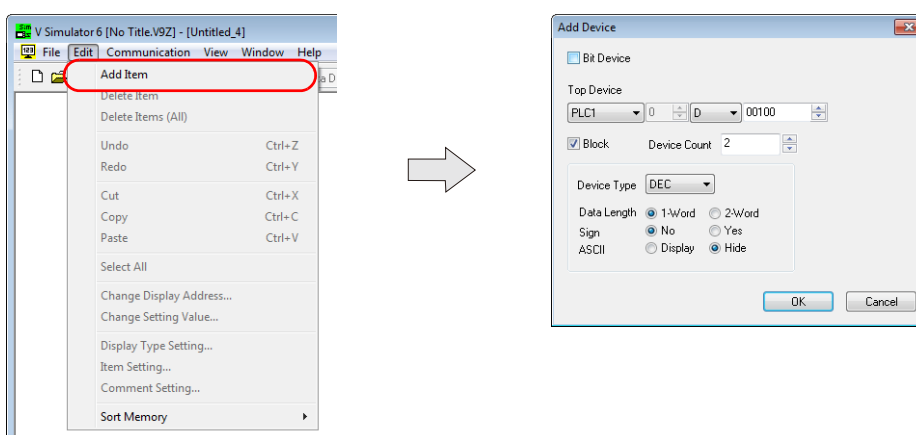 V Simulator 6 [No Title.V9Z] - [Untitled_4]
File Edit Communication View Window Help
Add Item
Delete Item
Delete Items (All)
Undo Ctrl+Z
Redo Ctrl+Y
Cut Ctrl+X
Copy Ctrl+C
Paste Ctrl+V
Select All
Change Display Address...
Change Setting Value...
Display Type Setting...
Item Setting...
Comment Setting...
Sort Memory
Add Device
Bit Device
Top Device
PLC1 0 D 00100
Block Device Count 2
Device Type DEC
Data Length 1-Word 2-Word
Sign No Yes
ASCII Display Hide
OK Cancel